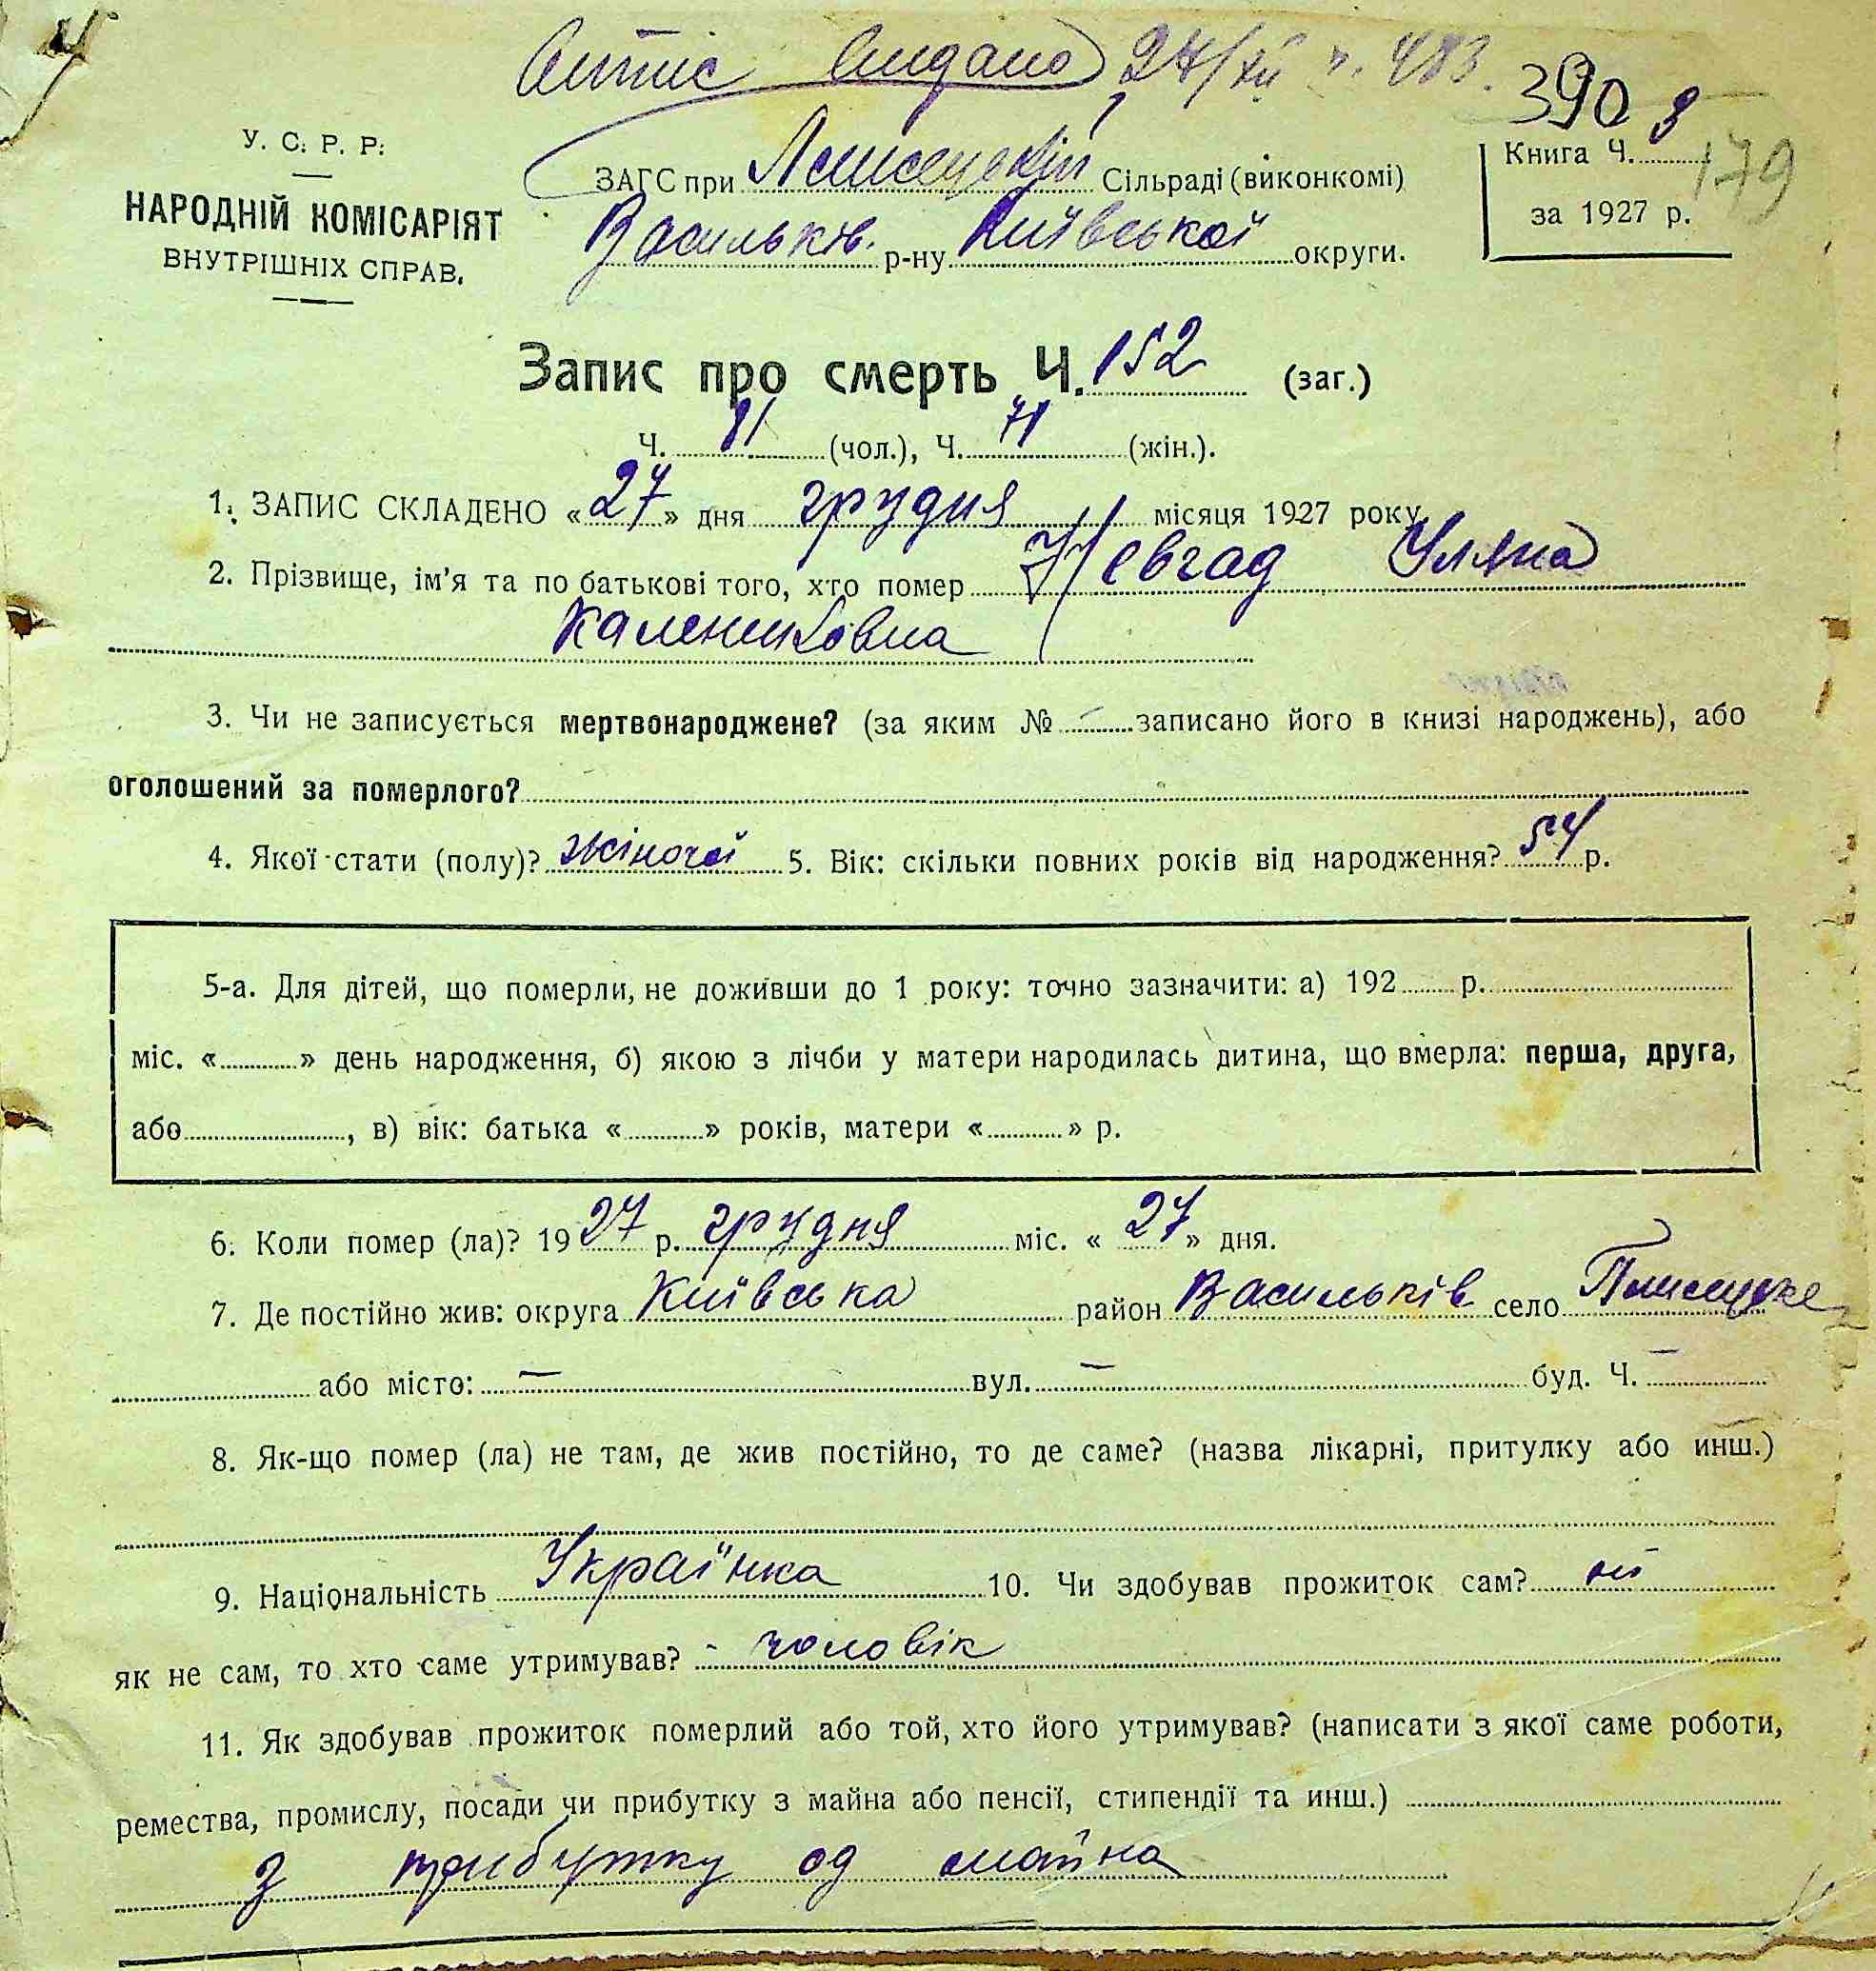 Витпіс видано 27/XII ч. 483.
390
У. С. Р. Р.
НАРОДНІЙ КОМІСАРІЯТ
ВНУТРІШНІХ СПРАВ.
ЗАГС при Сільраді (виконкомі)
Васильків. р-ну Київської округи.
Книга Ч. 3
179
за 1927 р.
Запис про смерть Ч. 152 (заг.)
Ч. 81 (чол.), Ч. 71 (жін.).
1. ЗАПИС СКЛАДЕНО «27» дня грудня місяця 1927 року
2. Прізвище, ім'я та по батькові того, хто помер Невгад Уляна
Калениковна
3. Чи не записується мертвонароджене? (за яким № — записано його в книзі народжень), або
оголошений за померлого?
4. Якої стати (полу)? жіночої 5. Вік: скільки повних років від народження? 54 р.
5-а. Для дітей, що померли, не доживши до 1 року: точно зазначити: а) 192 р.
міс. « » день народження, б) якою з лічби у матери народилась дитина, що вмерла: перша, друга,
або , в) вік: батька « » років, матери « » р.
6. Коли помер (ла)? 1927 р. грудня міс. «27» дня.
7. Де постійно жив: округа Київська район Васильків село Плисецке
або місто: — вул. — буд. Ч. —
8. Як-що помер (ла) не там, де жив постійно, то де саме? (назва лікарні, притулку або инш.)
9. Національність Українка 10. Чи здобував прожиток сам? ні
як не сам, то хто саме утримував? - чоловік
11. Як здобував прожиток померлий або той, хто його утримував? (написати з якої саме роботи,
ремества, промислу, посади чи прибутку з майна або пенсії, стипендії та инш.)
з прибутку од майна